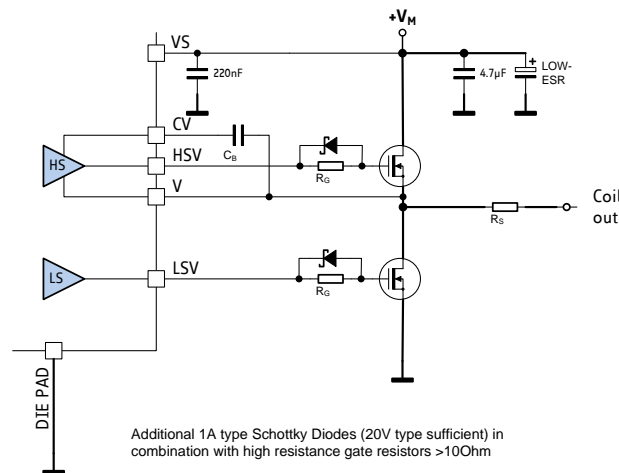 +VM
VS
220nF
4.7µF
+
LOW-
ESR
CV
CB
HS
HSV
RG
V
Coil
out
RS
LS
LSV
RG
DIE PAD
Additional 1A type Schottky Diodes (20V type sufficient) in
combination with high resistance gate resistors >10Ohm